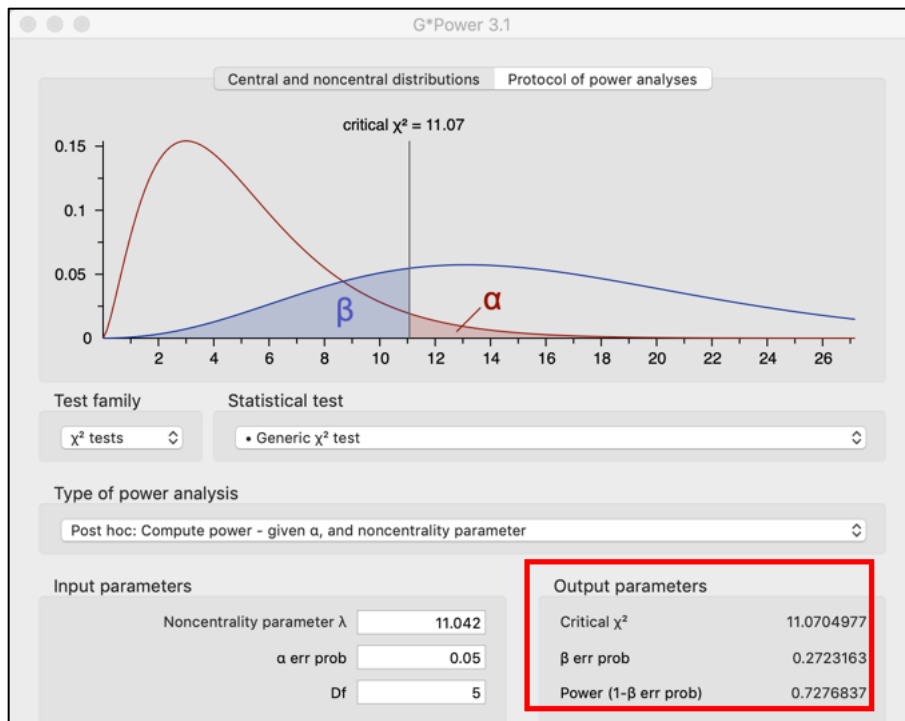 G*Power 3.1
Central and noncentral distributions Protocol of power analyses
critical χ² = 11.07
0.15
0.1
0.05
0
β
α
2 4 6 8 10 12 14 16 18 20 22 24 26
Test family Statistical test
χ² tests • Generic χ² test
Type of power analysis
Post hoc: Compute power - given α, and noncentrality parameter
Input parameters Output parameters
Noncentrality parameter λ 11.042 Critical χ² 11.0704977
α err prob 0.05 β err prob 0.2723163
Df 5 Power (1-β err prob) 0.7276837